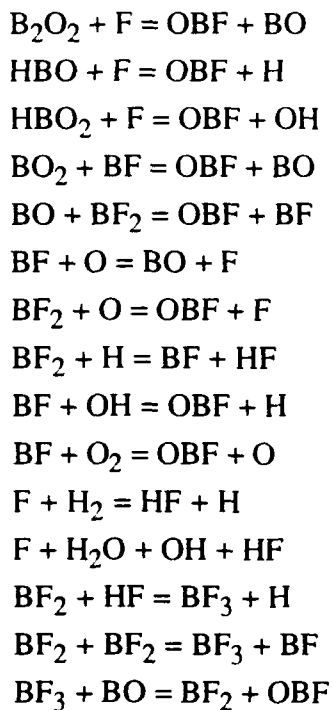 B₂O₂ + F = OBF + BO
HBO + F = OBF + H
HBO₂ + F = OBF + OH
BO₂ + BF = OBF + BO
BO + BF₂ = OBF + BF
BF + O = BO + F
BF₂ + O = OBF + F
BF₂ + H = BF + HF
BF + OH = OBF + H
BF + O₂ = OBF + O
F + H₂ = HF + H
F + H₂O + OH + HF
BF₂ + HF = BF₃ + H
BF₂ + BF₂ = BF₃ + BF
BF₃ + BO = BF₂ + OBF